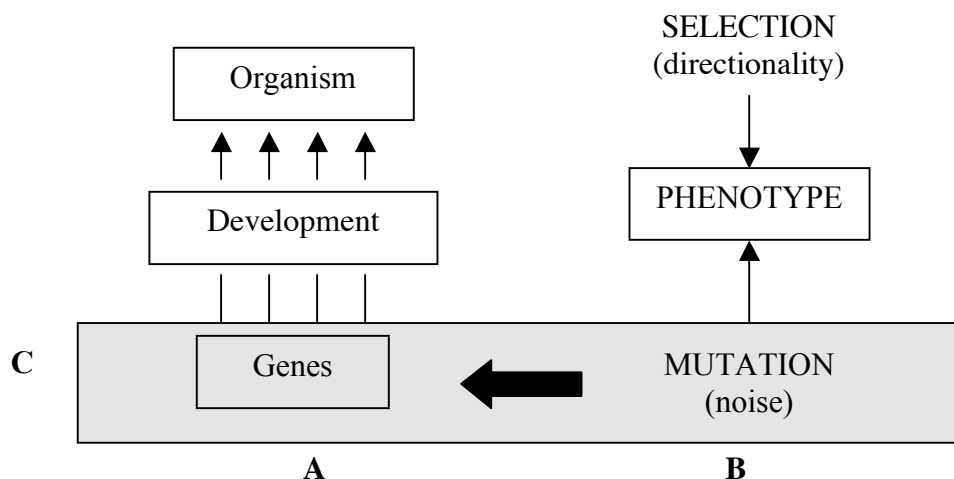 SELECTION
(directionality)
Organism
PHENOTYPE
Development
C
Genes
MUTATION
(noise)
A
B